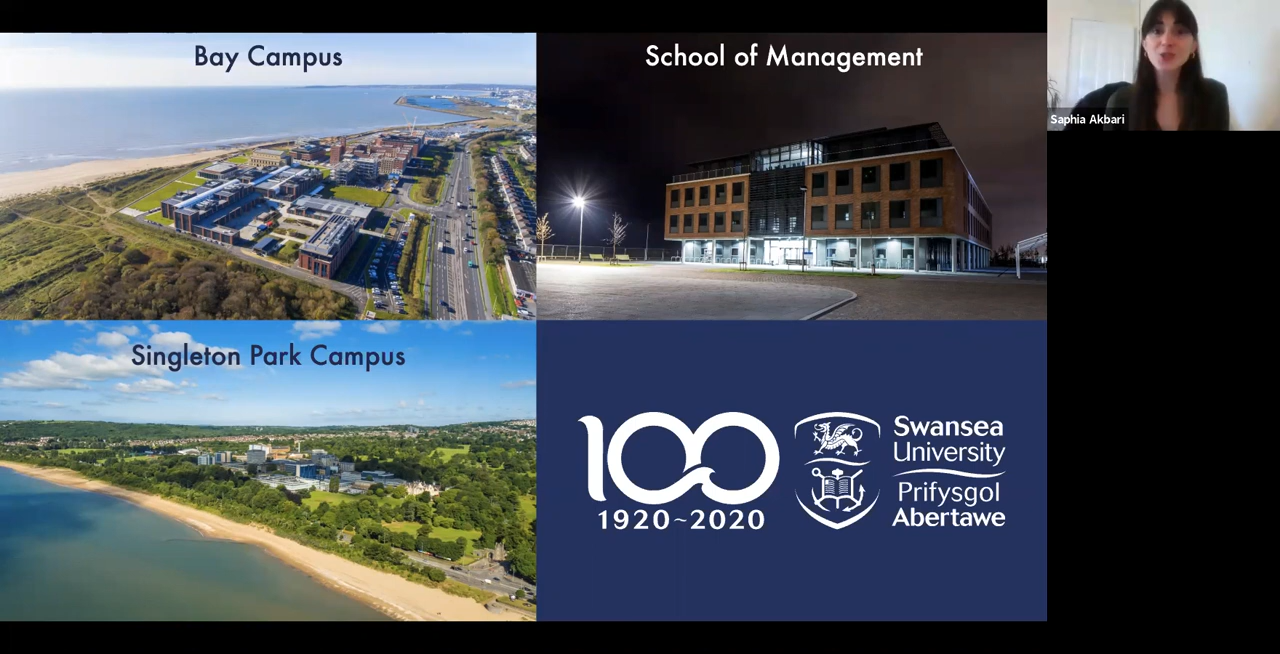 Bay Campus
School of Management
Saphia Akbari
Singleton Park Campus
100
1920~2020
Swansea
University
Prifysgol
Abertawe